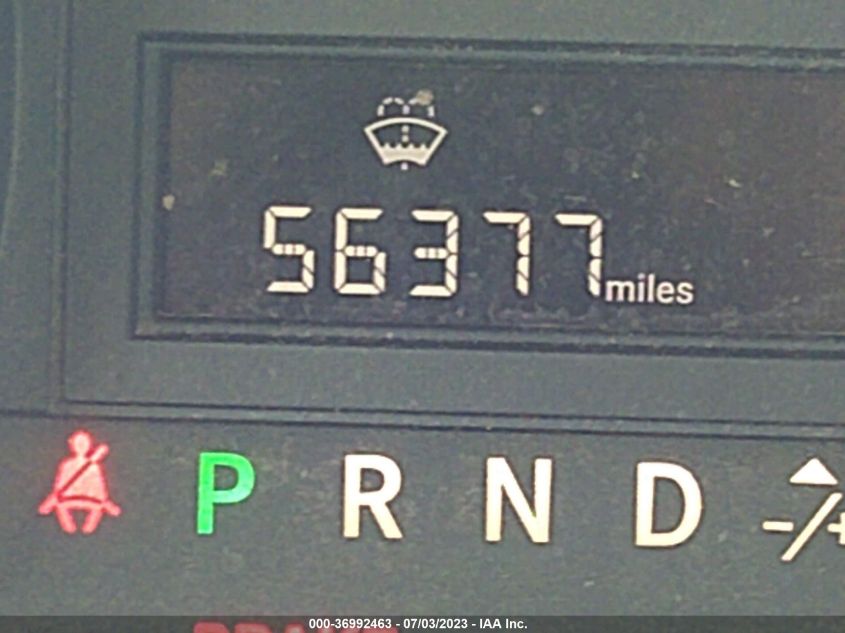 56377 miles
P R N D -/+
000-36992463 - 07/03/2023 - IAA Inc.